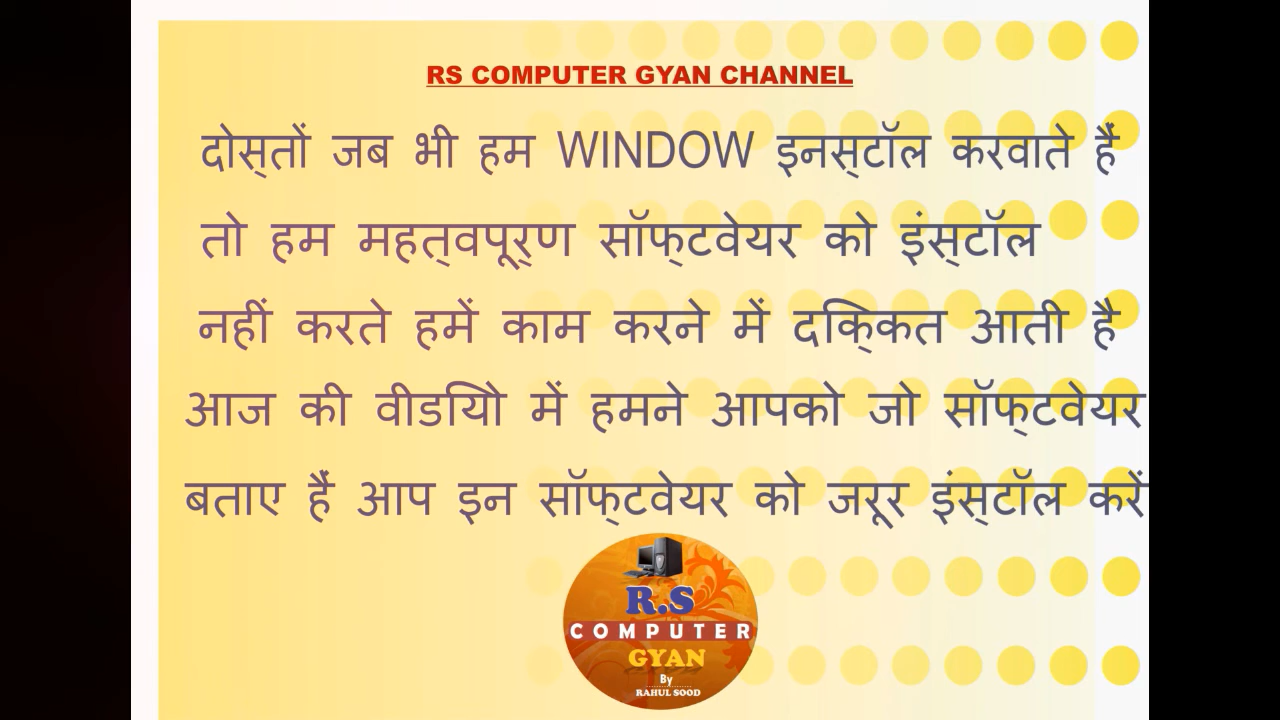 RS COMPUTER GYAN CHANNEL
दोस्तों जब भी हम WINDOW इनस्टॉल करवाते हैं
तो हम महत्वपूर्ण सॉफ्टवेयर को इंस्टॉल
नहीं करते हमें काम करने में दिक्कत आती है
आज की वीडियो में हमने आपको जो सॉफ्टवेयर
बताए हैं आप इन सॉफ्टवेयर को जरूर इंस्टॉल करें
R.S
COMPUTER
GYAN
By
RAHUL SOOD